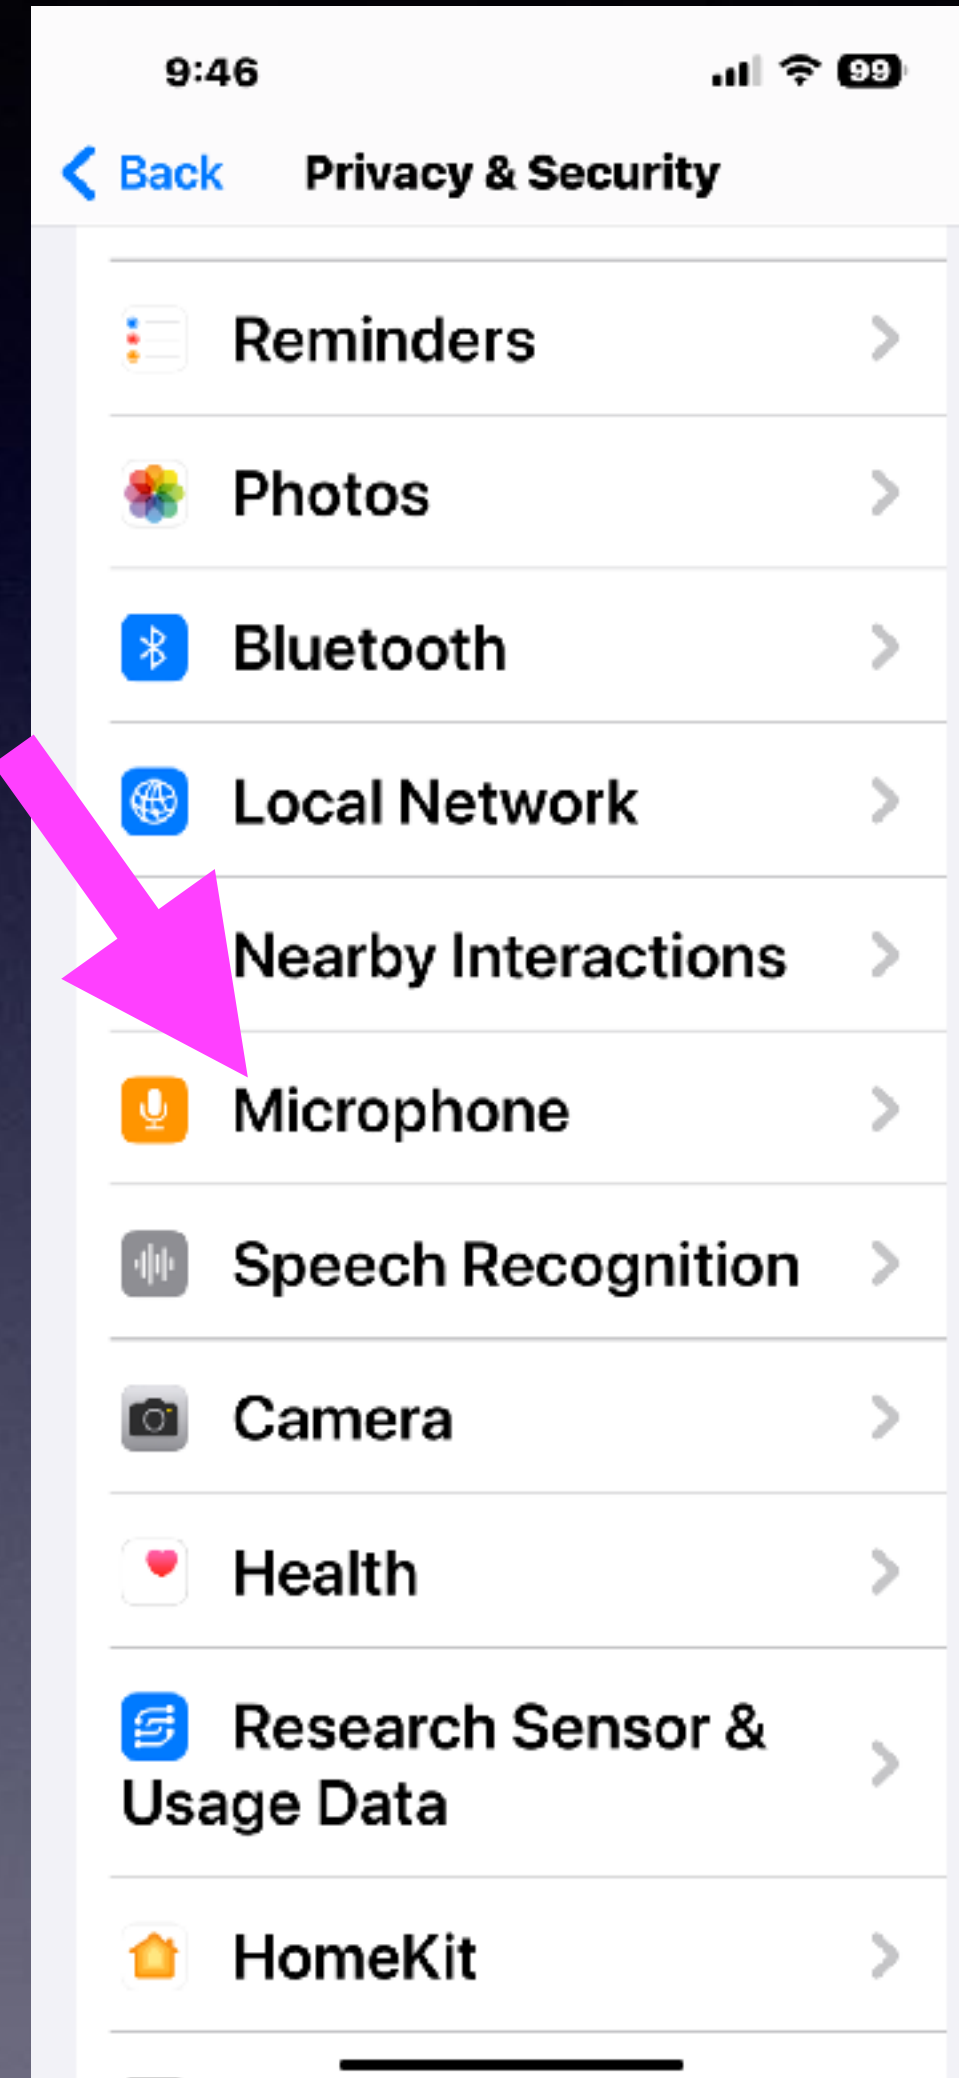 9:46
99
Back
Privacy & Security
Reminders
Photos
Bluetooth
Local Network
Nearby Interactions
Microphone
Speech Recognition
Camera
Health
Research Sensor &
Usage Data
HomeKit